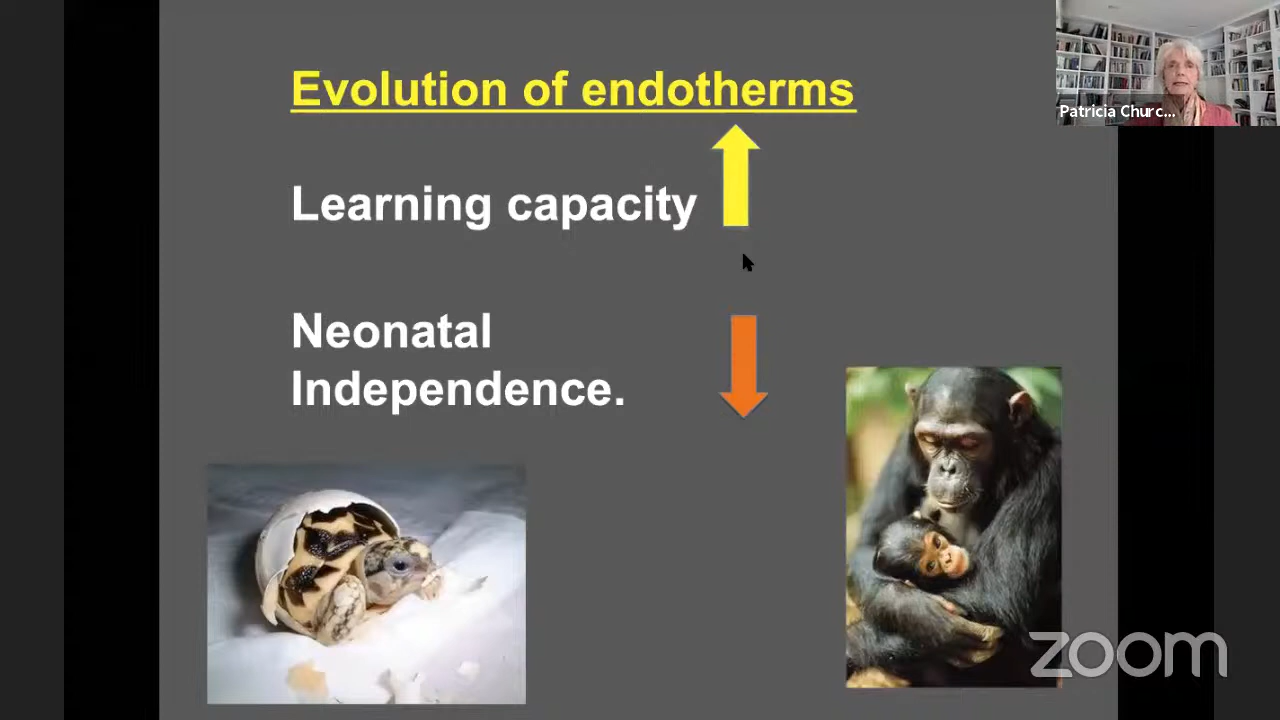 Evolution of endotherms
Patricia Churc...
Learning capacity
Neonatal
Independence.
zoom